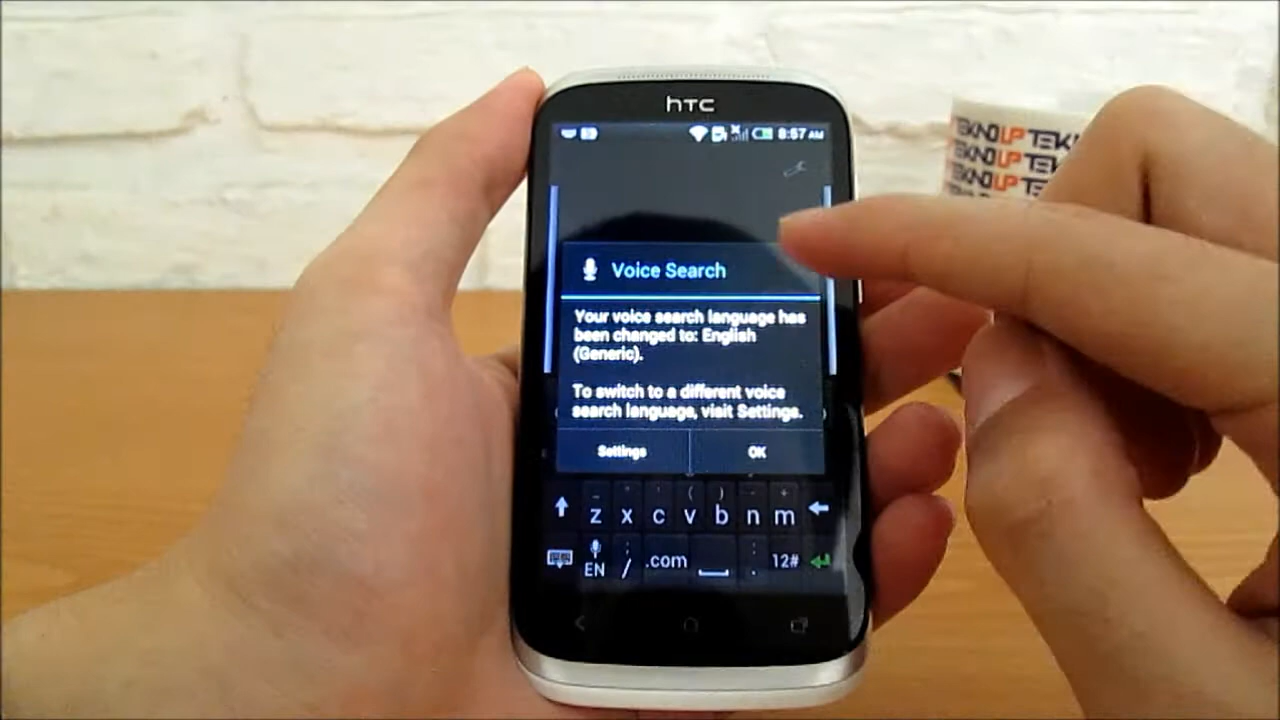 hTC
8:57 AM
TEKNOUP TEK
TEKNOUP TEK
TEKNOUP TE
Voice Search
Your voice search language has
been changed to: English
(Generic).
To switch to a different voice
search language, visit Settings.
Settings OK
z x c v b n m
EN / .com . 12#